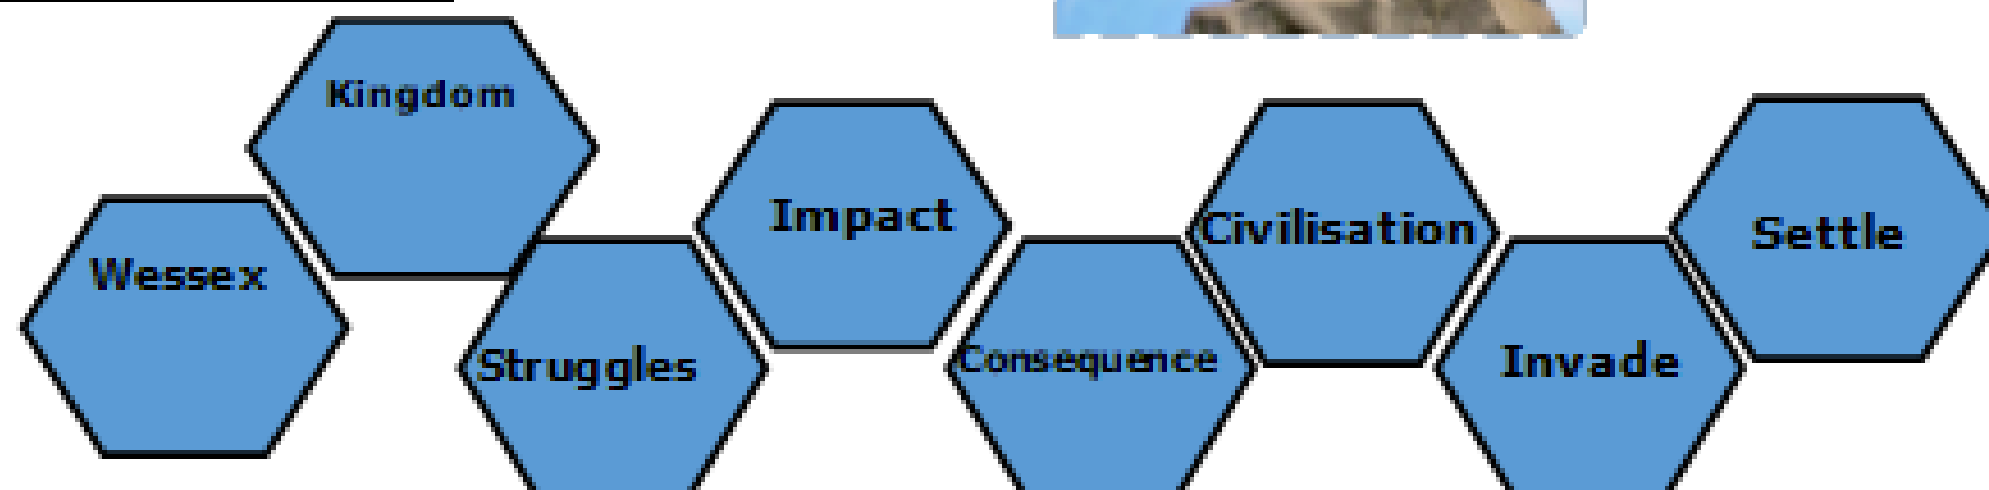 Kingdom
Wessex
Struggles
Impact
Consequence
Civilisation
Invade
Settle